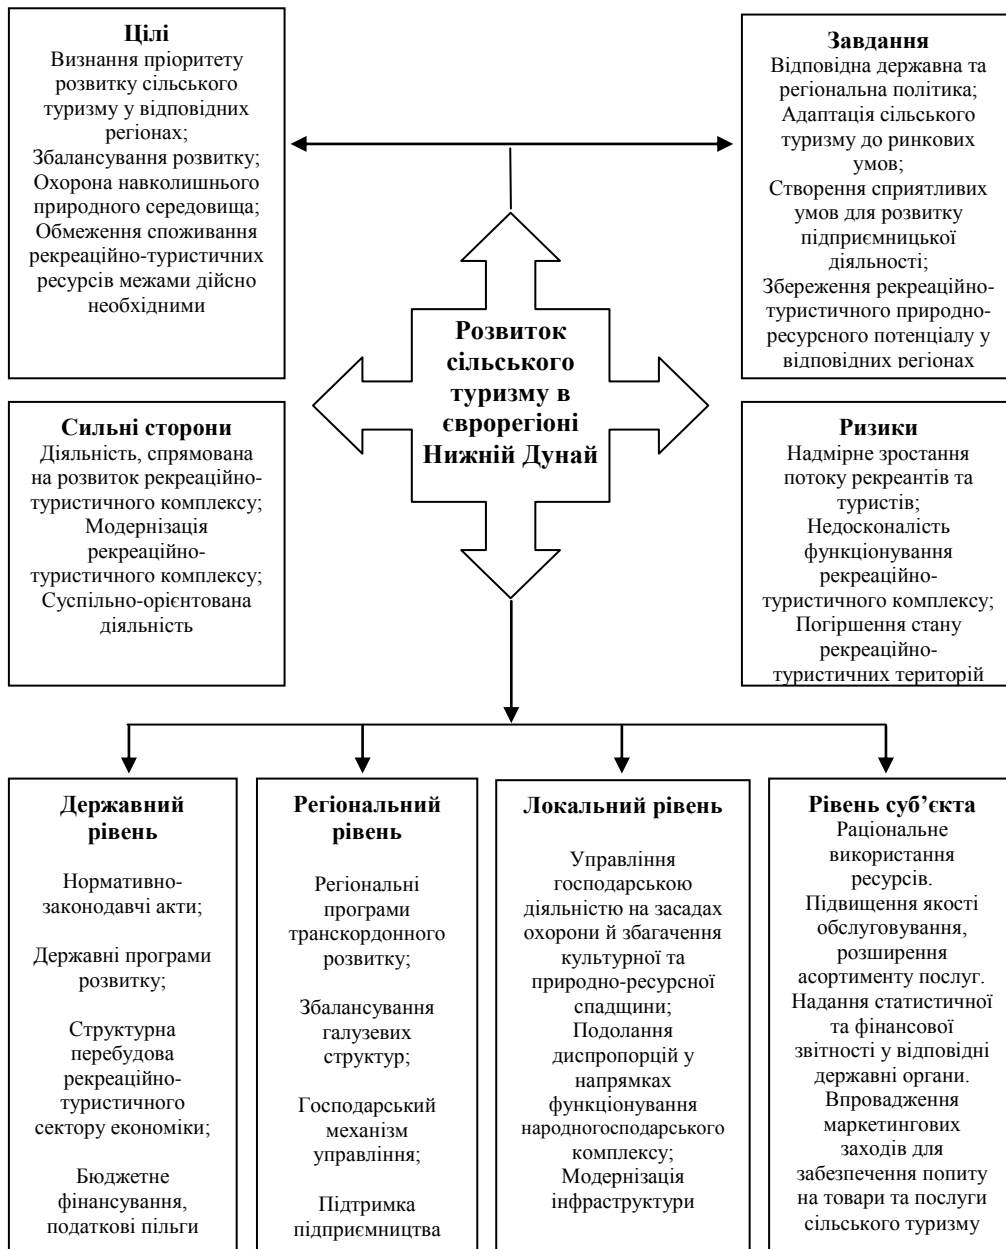 Цілі
Визнання пріоритету
розвитку сільського
туризму у відповідних
регіонах;
Збалансування розвитку;
Охорона навколишнього
природного середовища;
Обмеження споживання
рекреаційно-туристичних
ресурсів межами дійсно
необхідними
Завдання
Відповідна державна та
регіональна політика;
Адаптація сільського
туризму до ринкових
умов;
Створення сприятливих
умов для розвитку
підприємницької
діяльності;
Збереження рекреаційно-
туристичного природно-
ресурсного потенціалу у
відповідних регіонах
Розвиток
сільського
туризму в
єврорегіоні
Нижній Дунай
Сильні сторони
Діяльність, спрямована
на розвиток рекреаційно-
туристичного комплексу;
Модернізація
рекреаційно-
туристичного комплексу;
Суспільно-орієнтована
діяльність
Ризики
Надмірне зростання
потоку рекреантів та
туристів;
Недосконалість
функціонування
рекреаційно-
туристичного комплексу;
Погіршення стану
рекреаційно-
туристичних територій
Державний
рівень
Нормативно-
законодавчі акти;
Державні програми
розвитку;
Структурна
перебудова
рекреаційно-
туристичного
сектору економіки;
Бюджетне
фінансування,
податкові пільги
Регіональний
рівень
Регіональні
програми
транскордонного
розвитку;
Збалансування
галузевих
структур;
Господарський
механізм
управління;
Підтримка
підприємництва
Локальний рівень
Управління
господарською
діяльністю на засадах
охорони й збагачення
культурної та
природно-ресурсної
спадщини;
Подолання
диспропорцій у
напрямках
функціонування
народногосподарського
комплексу;
Модернізація
інфраструктури
Рівень суб’єкта
Раціональне
використання
ресурсів.
Підвищення якості
обслуговування,
розширення
асортименту послуг.
Надання статистичної
та фінансової
звітності у відповідні
державні органи.
Впровадження
маркетингових
заходів для
забезпечення попиту
на товари та послуги
сільського туризму